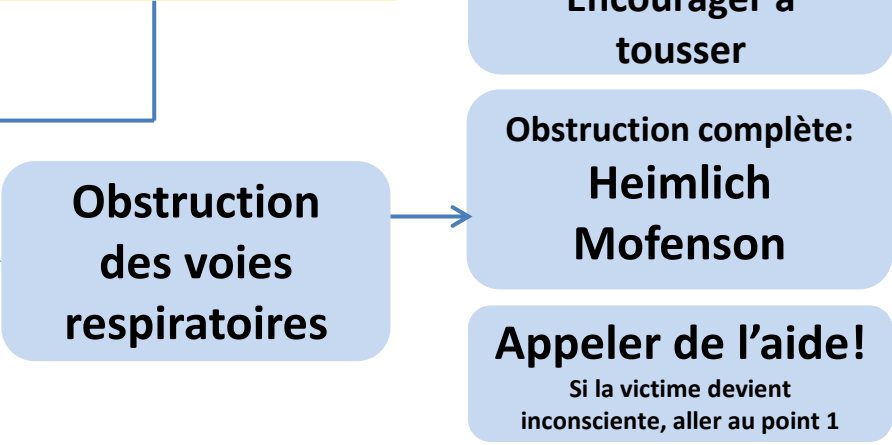 Encourager à
tousser
Obstruction complète:
Heimlich
Mofenson
Obstruction
des voies
respiratoires
Appeler de l’aide!
Si la victime devient
inconsciente, aller au point 1